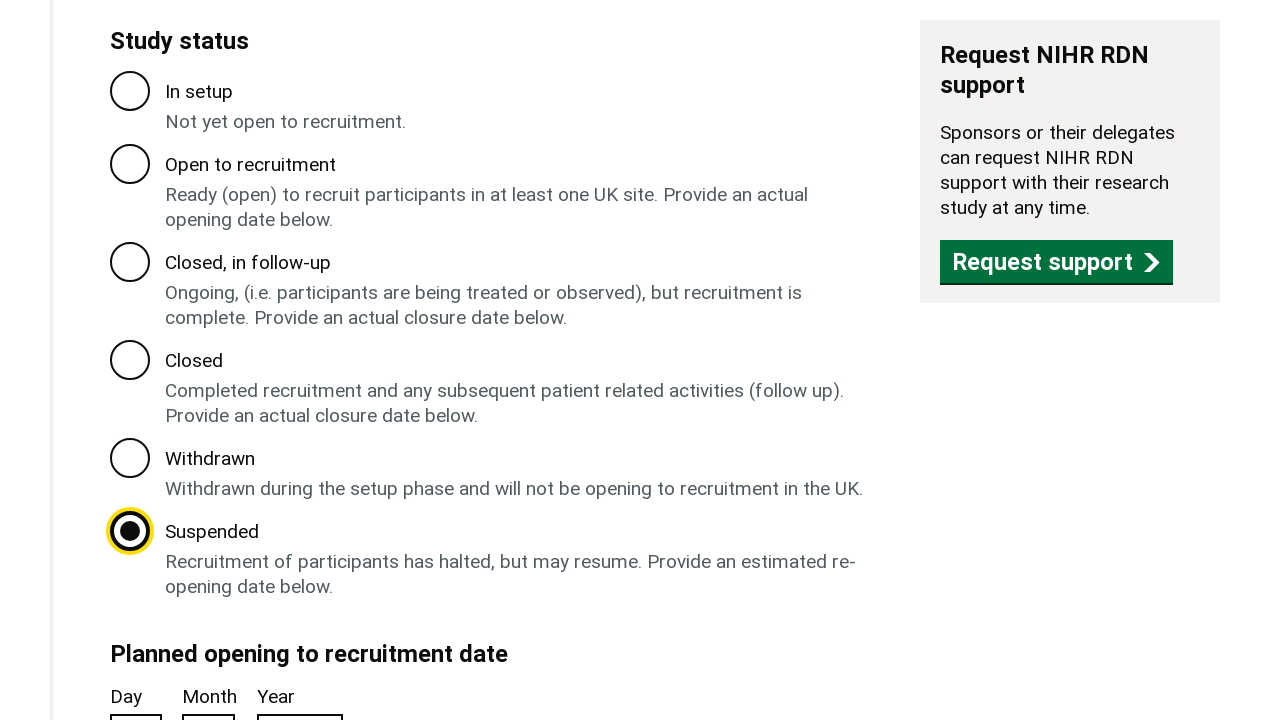 Study status
In setup
Not yet open to recruitment.
Open to recruitment
Ready (open) to recruit participants in at least one UK site. Provide an actual
opening date below.
Closed, in follow-up
Ongoing, (i.e. participants are being treated or observed), but recruitment is
complete. Provide an actual closure date below.
Closed
Completed recruitment and any subsequent patient related activities (follow up).
Provide an actual closure date below.
Withdrawn
Withdrawn during the setup phase and will not be opening to recruitment in the UK.
Suspended
Recruitment of participants has halted, but may resume. Provide an estimated re-
opening date below.
Planned opening to recruitment date
Day Month Year
Request NIHR RDN
support
Sponsors or their delegates
can request NIHR RDN
support with their research
study at any time.
Request support